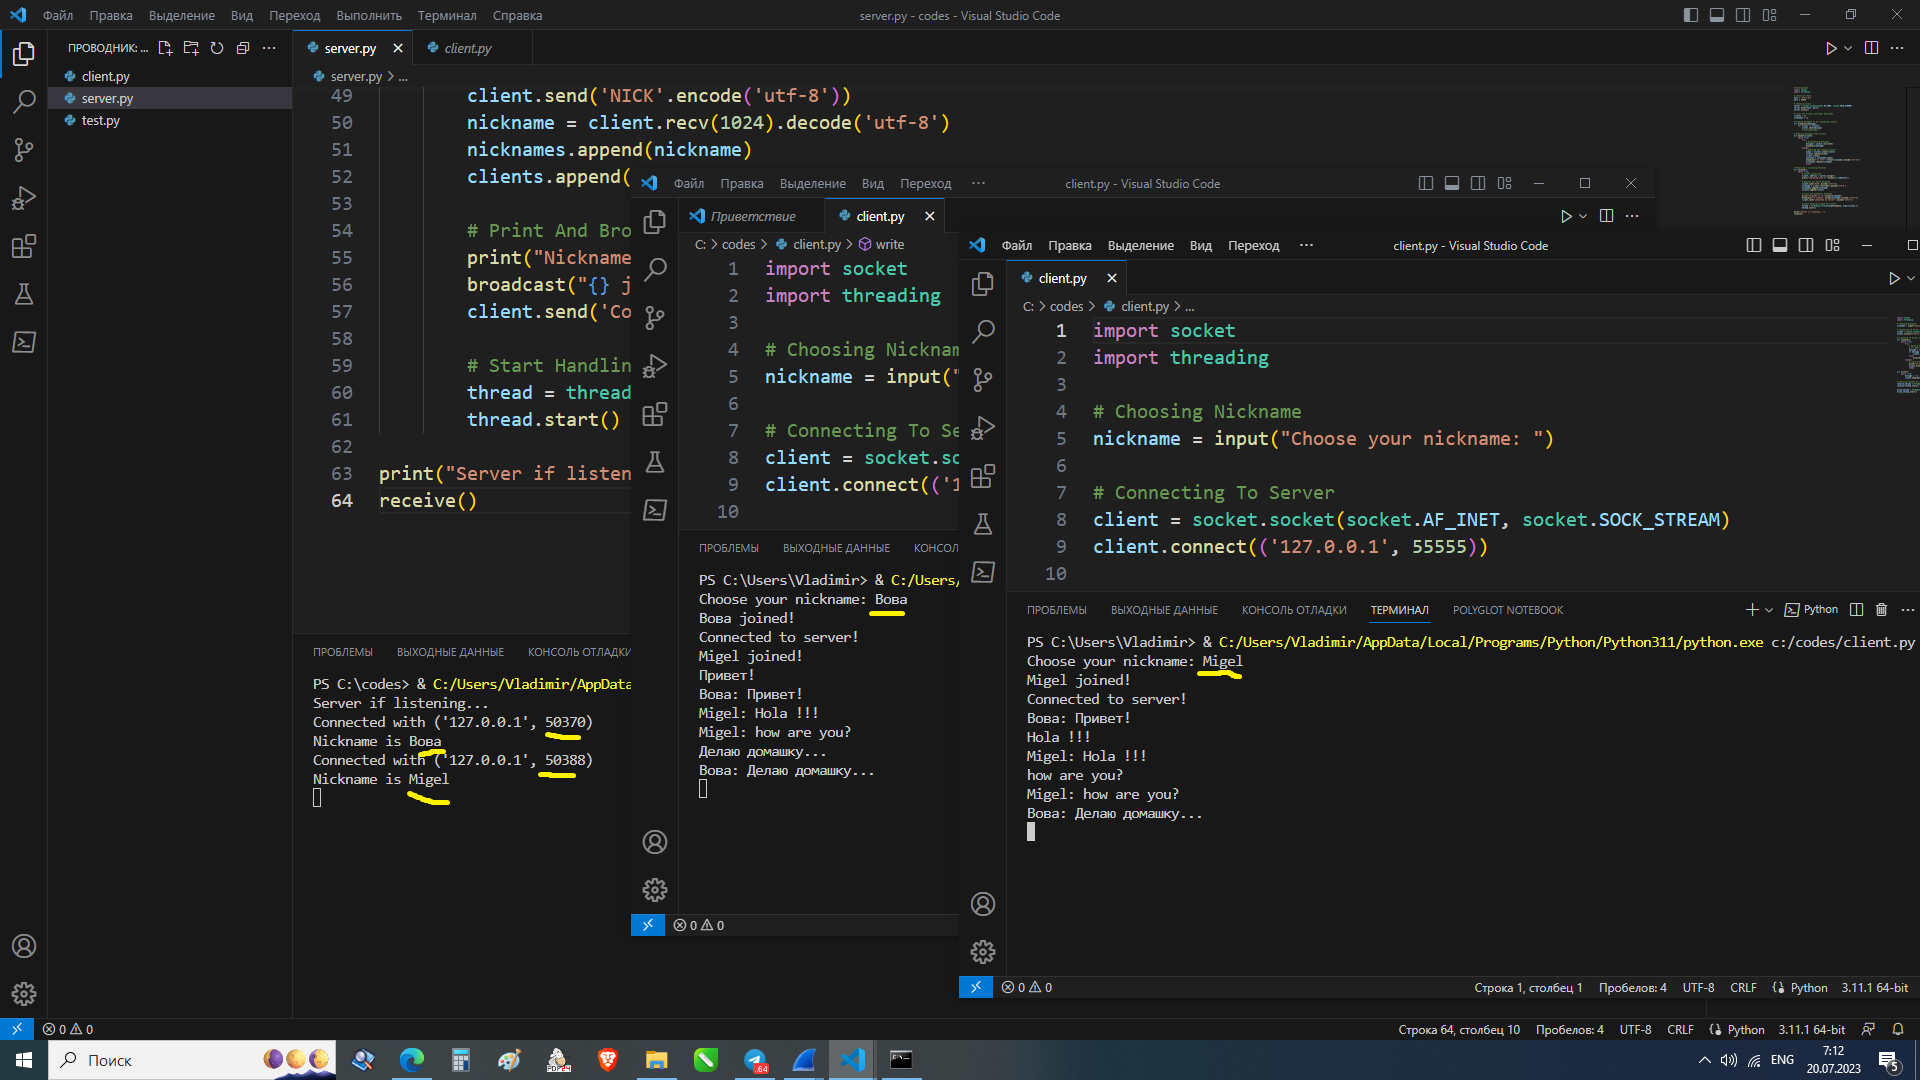 Файл Правка Выделение Вид Переход Выполнить Терминал Справка
server.py - codes - Visual Studio Code
ПРОВОДНИК: ...
client.py
server.py
test.py
server.py
client.py
server.py > ...
49 client.send('NICK'.encode('utf-8'))
50 nickname = client.recv(1024).decode('utf-8')
51 nicknames.append(nickname)
52 clients.append(
53
54 # Print And Bro
55 print("Nickname
56 broadcast("{} j
57 client.send('Co
58
59 # Start Handlin
60 thread = thread
61 thread.start()
62
63 print("Server if listen
64 receive()
ПРОБЛЕМЫ ВЫХОДНЫЕ ДАННЫЕ КОНСОЛЬ ОТЛАДКИ
PS C:\codes> & C:/Users/Vladimir/AppData
Server if listening...
Connected with ('127.0.0.1', 50370)
Nickname is Вова
Connected with ('127.0.0.1', 50388)
Nickname is Migel
Файл Правка Выделение Вид Переход ...
client.py - Visual Studio Code
Приветствие
client.py
C: > codes > client.py > write
1 import socket
2 import threading
3
4 # Choosing Nicknam
5 nickname = input("
6
7 # Connecting To Se
8 client = socket.so
9 client.connect(('1
10
ПРОБЛЕМЫ ВЫХОДНЫЕ ДАННЫЕ КОНСОЛ
PS C:\Users\Vladimir> & C:/Users/
Choose your nickname: Вова
Вова joined!
Connected to server!
Migel joined!
Привет!
Вова: Привет!
Migel: Hola !!!
Migel: how are you?
Делаю домашку...
Вова: Делаю домашку...
0 0
Файл Правка Выделение Вид Переход ...
client.py - Visual Studio Code
client.py
C: > codes > client.py > ...
1 import socket
2 import threading
3
4 # Choosing Nickname
5 nickname = input("Choose your nickname: ")
6
7 # Connecting To Server
8 client = socket.socket(socket.AF_INET, socket.SOCK_STREAM)
9 client.connect(('127.0.0.1', 55555))
10
ПРОБЛЕМЫ ВЫХОДНЫЕ ДАННЫЕ КОНСОЛЬ ОТЛАДКИ ТЕРМИНАЛ POLYGLOT NOTEBOOK
Python
PS C:\Users\Vladimir> & C:/Users/Vladimir/AppData/Local/Programs/Python/Python311/python.exe c:/codes/client.py
Choose your nickname: Migel
Migel joined!
Connected to server!
Вова: Привет!
Hola !!!
Migel: Hola !!!
how are you?
Migel: how are you?
Вова: Делаю домашку...
0 0
Строка 1, столбец 1 Пробелов: 4 UTF-8 CRLF Python 3.11.1 64-bit
0 0
Строка 64, столбец 10 Пробелов: 4 UTF-8 CRLF Python 3.11.1 64-bit
Поиск
.64
ENG
7:12
20.07.2023
5